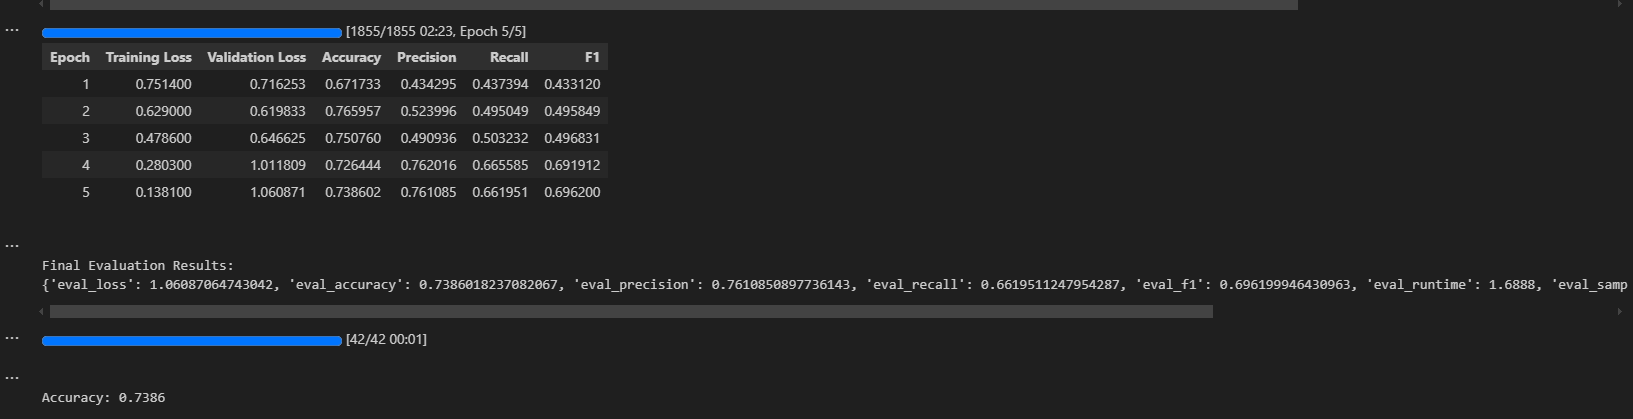 ... [1855/1855 02:23, Epoch 5/5]
Epoch Training Loss Validation Loss Accuracy Precision Recall F1
1 0.751400 0.716253 0.671733 0.434295 0.437394 0.433120
2 0.629000 0.619833 0.765957 0.523996 0.495049 0.495849
3 0.478600 0.646625 0.750760 0.490936 0.503232 0.496831
4 0.280300 1.011809 0.726444 0.762016 0.665585 0.691912
5 0.138100 1.060871 0.738602 0.761085 0.661951 0.696200
...
Final Evaluation Results:
{'eval_loss': 1.06087064743042, 'eval_accuracy': 0.7386018237082067, 'eval_precision': 0.7610850897736143, 'eval_recall': 0.6619511247954287, 'eval_f1': 0.696199946430963, 'eval_runtime': 1.6888, 'eval_samp
... [42/42 00:01]
...
Accuracy: 0.7386